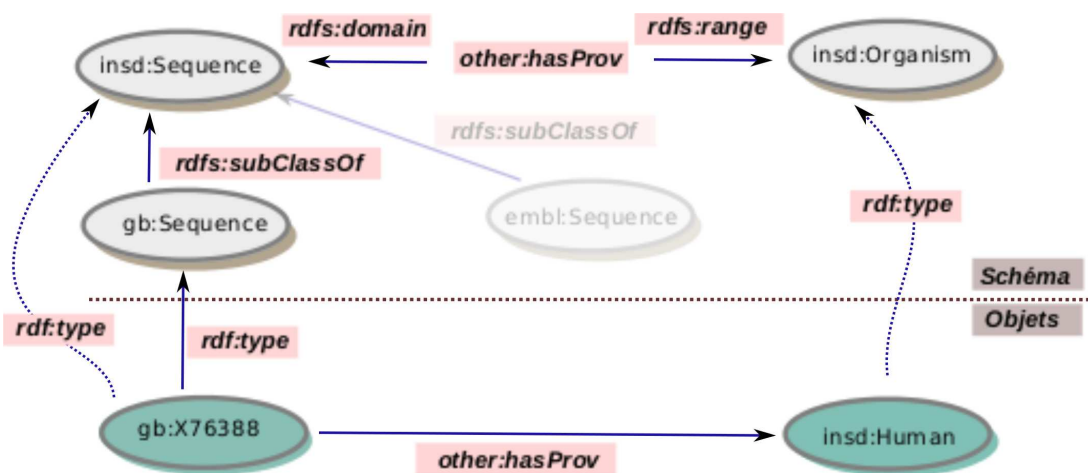 rdfs:domain
rdfs:range
insd:Sequence
other:hasProv
insd:Organism
rdfs:subClassOf
rdfs:subClassOf
gb:Sequence
embl:Sequence
rdf:type
Schéma
Objets
rdf:type
rdf:type
gb:X76388
insd:Human
other:hasProv